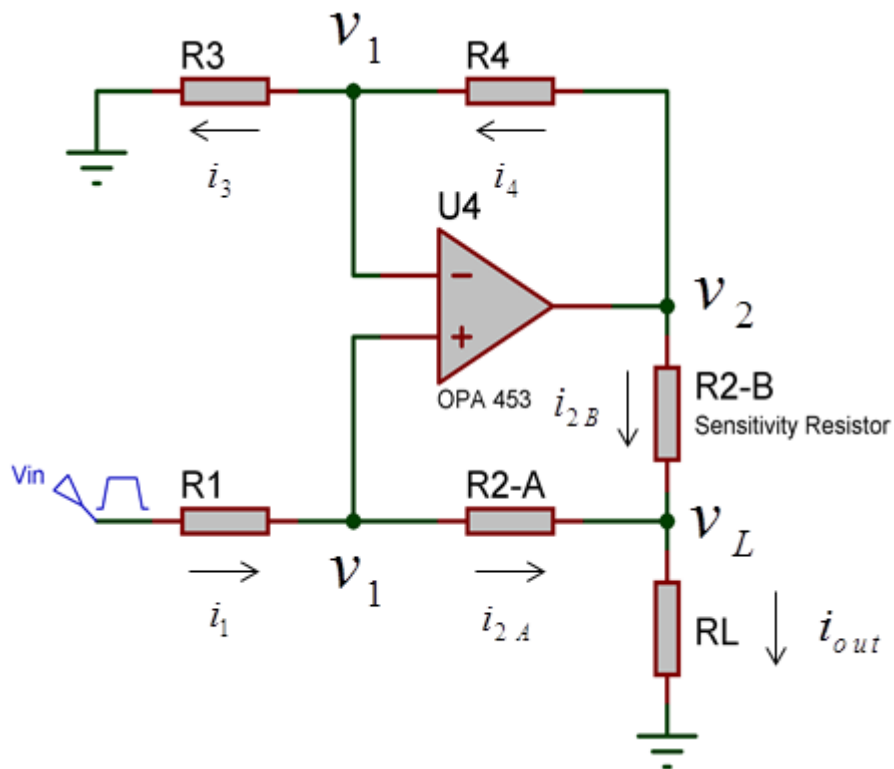 v1
R3
R4
i3
i4
U4
−
+
OPA 453
v2
i2B
R2-B
Sensitivity Resistor
Vin
R1
R2-A
vL
v1
i1
i2A
RL
iout